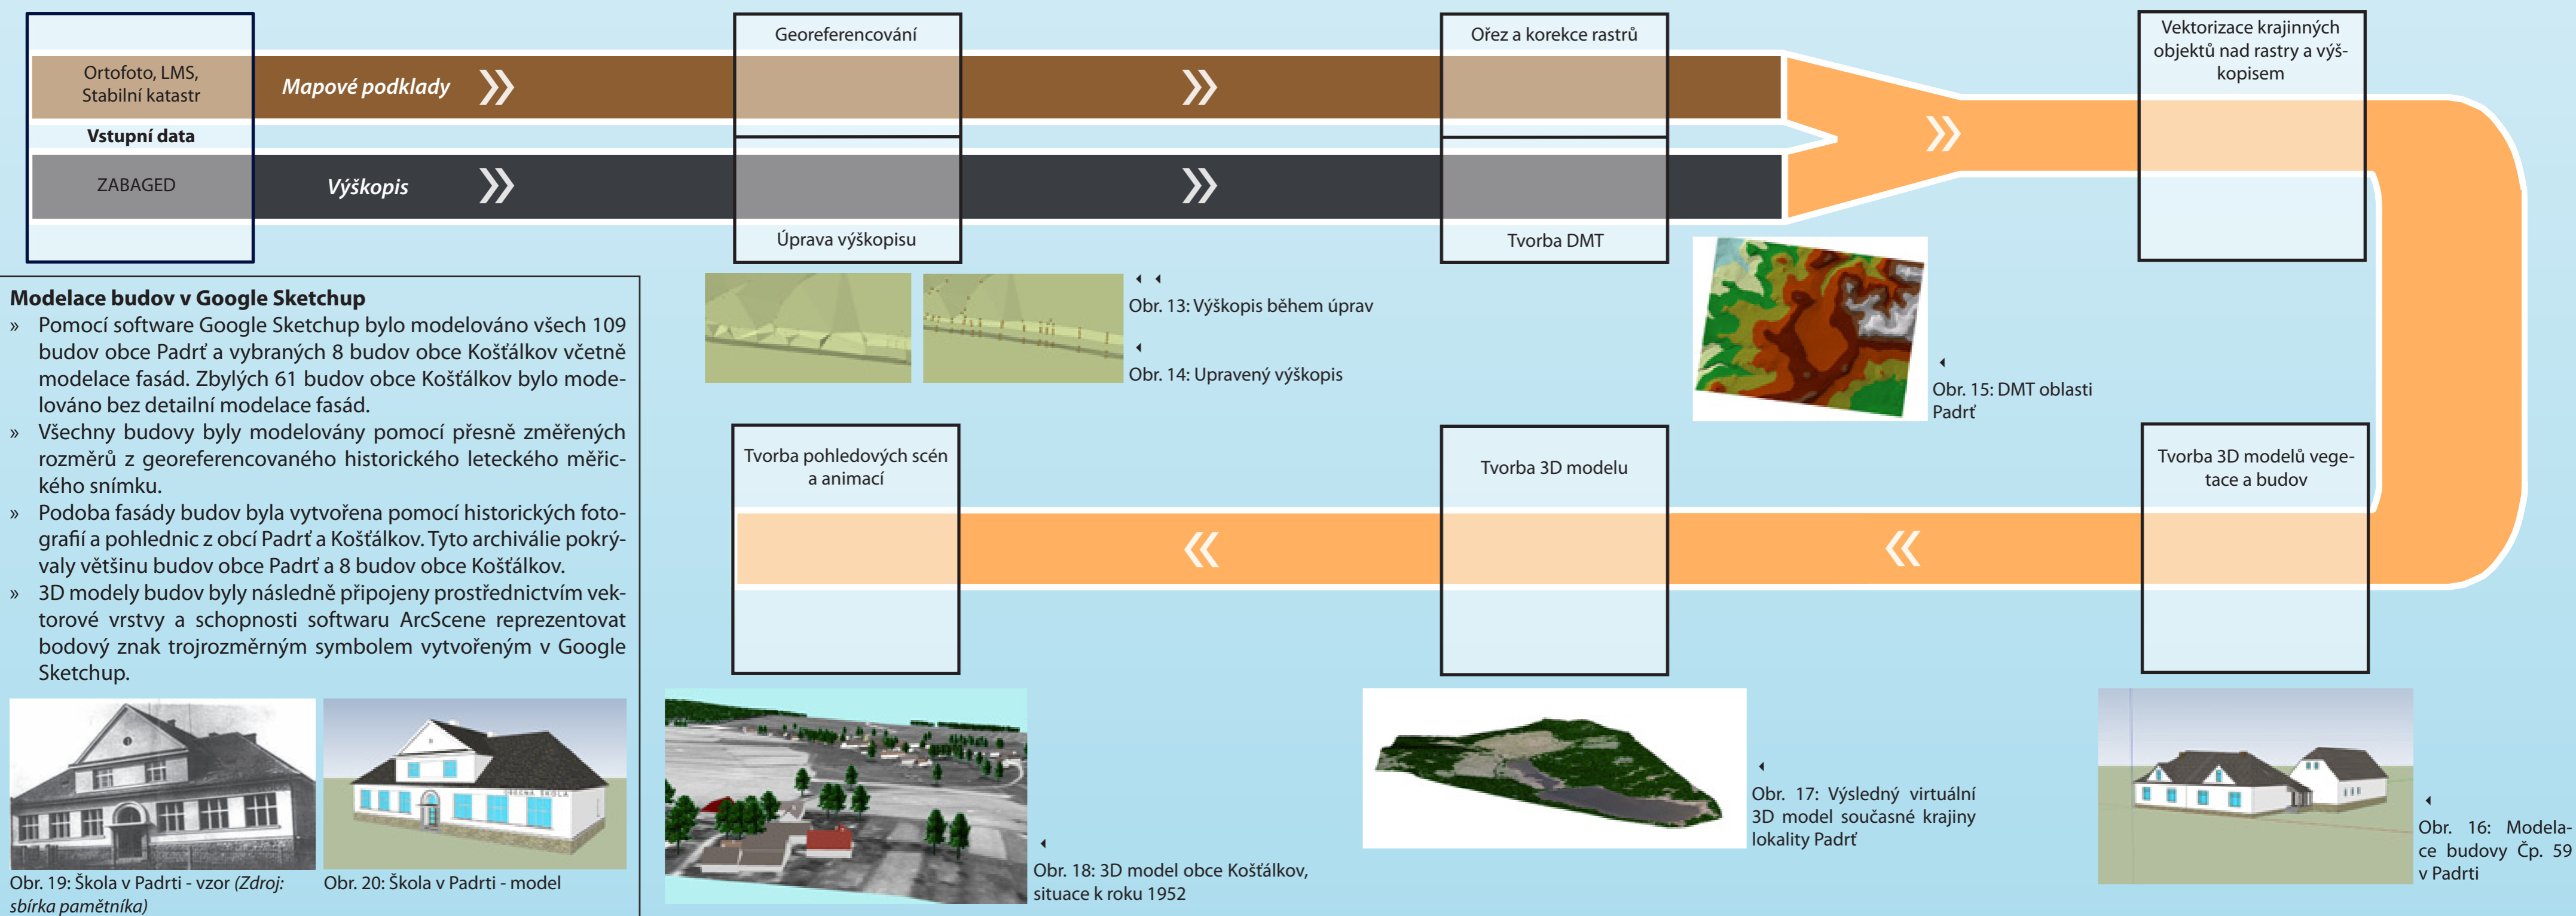 Ortofoto, LMS,
Stabilní katastr
Vstupní data
ZABAGED
Mapové podklady
Výškopis
Georeferencování
Úprava výškopisu
Ořez a korekce rastrů
Tvorba DMT
Vektorizace krajinných
objektů nad rastry a výš-
kopisem
Obr. 13: Výškopis během úprav
Obr. 14: Upravený výškopis
Obr. 15: DMT oblasti
Padrť
Tvorba 3D modelů vege-
tace a budov
Tvorba 3D modelu
Tvorba pohledových scén
a animací
Modelace budov v Google Sketchup
» Pomocí software Google Sketchup bylo modelováno všech 109
budov obce Padrť a vybraných 8 budov obce Košťálkov včetně
modelace fasád. Zbylých 61 budov obce Košťálkov bylo mode-
lováno bez detailní modelace fasád.
» Všechny budovy byly modelovány pomocí přesně změřených
rozměrů z georeferencovaného historického leteckého měřic-
kého snímku.
» Podoba fasády budov byla vytvořena pomocí historických foto-
grafií a pohlednic z obcí Padrť a Košťálkov. Tyto archiválie pokrý-
valy většinu budov obce Padrť a 8 budov obce Košťálkov.
» 3D modely budov byly následně připojeny prostřednictvím vek-
torové vrstvy a schopnosti softwaru ArcScene reprezentovat
bodový znak trojrozměrným symbolem vytvořeným v Google
Sketchup.
OBECNÁ ŠKOLA
Obr. 19: Škola v Padrti - vzor (Zdroj:
sbírka pamětníka)
Obr. 20: Škola v Padrti - model
Obr. 18: 3D model obce Košťálkov,
situace k roku 1952
Obr. 17: Výsledný virtuální
3D model současné krajiny
lokality Padrť
Obr. 16: Modela-
ce budovy Čp. 59
v Padrti